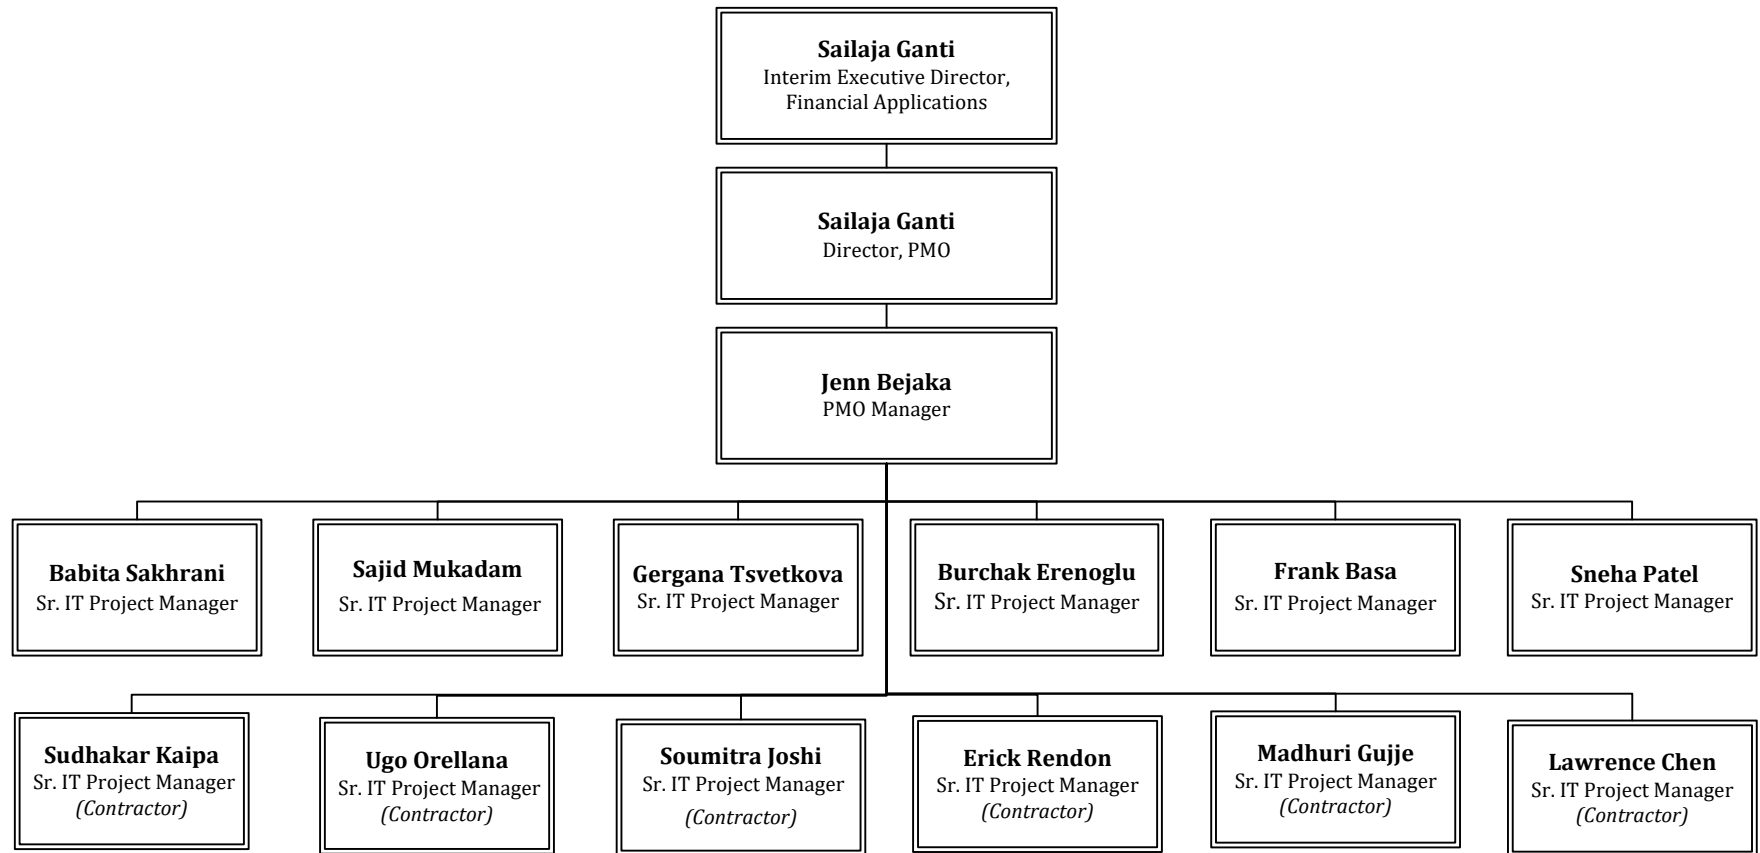 Sailaja Ganti
Interim Executive Director,
Financial Applications
Sailaja Ganti
Director, PMO
Jenn Bejaka
PMO Manager
Babita Sakhrani
Sr. IT Project Manager
Sajid Mukadam
Sr. IT Project Manager
Gergana Tsvetkova
Sr. IT Project Manager
Burchak Erenoglu
Sr. IT Project Manager
Frank Basa
Sr. IT Project Manager
Sneha Patel
Sr. IT Project Manager
Sudhakar Kaipa
Sr. IT Project Manager
(Contractor)
Ugo Orellana
Sr. IT Project Manager
(Contractor)
Soumitra Joshi
Sr. IT Project Manager
(Contractor)
Erick Rendon
Sr. IT Project Manager
(Contractor)
Madhuri Gujje
Sr. IT Project Manager
(Contractor)
Lawrence Chen
Sr. IT Project Manager
(Contractor)